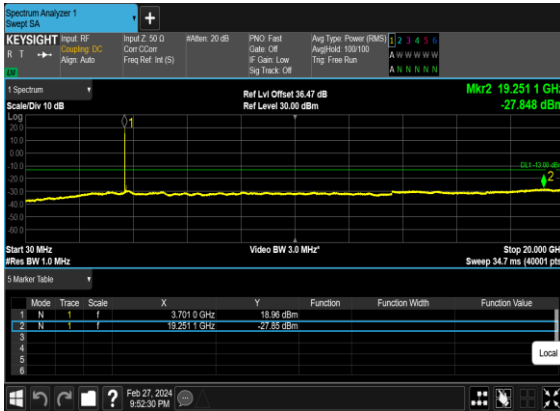 Spectrum Analyzer 1
Swept SA
+
KEYSIGHT Input: RF Input Z: 50 Ω #Atten: 20 dB PNO: Fast Avg Type: Power (RMS) 1 2 3 4 5 6
R T Coupling: DC Corr CCorr Gate: Off Avg|Hold: 100/100 A W W W W W
Align: Auto Freq Ref: Int (S) IF Gain: Low Trig: Free Run
Sig Track: Off A N N N N N
1 Spectrum Ref Lvl Offset 36.47 dB Mkr2 19.251 1 GHz
Scale/Div 10 dB Ref Level 30.00 dBm -27.848 dBm
Log
20.0
10.0
0.00
-10.0
-20.0
-30.0
-40.0
-50.0
-60.0
1
DL1 -13.00 dBm
2
Start 30 MHz Video BW 3.0 MHz* Stop 20.000 GHz
#Res BW 1.0 MHz Sweep 34.7 ms (40001 pts)
5 Marker Table
Mode Trace Scale X Y Function Function Width Function Value
1 N 1 f 3.701 0 GHz 18.96 dBm
2 N 1 f 19.251 1 GHz -27.85 dBm
3
4
5
6
Local
? Feb 27, 2024
9:52:30 PM